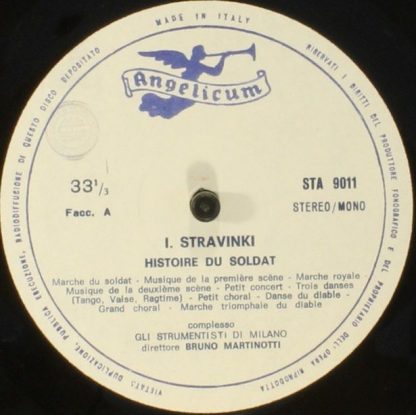 MADE IN ITALY
Angelicum
33 1/3
Facc. A
STA 9011
STEREO/MONO
I. STRAVINKI
HISTOIRE DU SOLDAT
Marche du soldat - Musique de la première scène - Marche royale -
Musique de la deuxième scène - Petit concert - Trois danses
(Tango, Valse, Ragtime) - Petit choral - Danse du diable -
Grand choral - Marche triomphale du diable
complesso
GLI STRUMENTISTI DI MILANO
direttore BRUNO MARTINOTTI
RISERVATI I DIRITTI DEL PRODUTTORE FONOGRAFICO E DEL PROPRIETARIO DELL'OPERA RIPRODOTTA
VIETATO DUPLICAZIONE, PUBBLICA ESECUZIONE, RADIODIFFUSIONE DI QUESTO DISCO DEPOSITATO